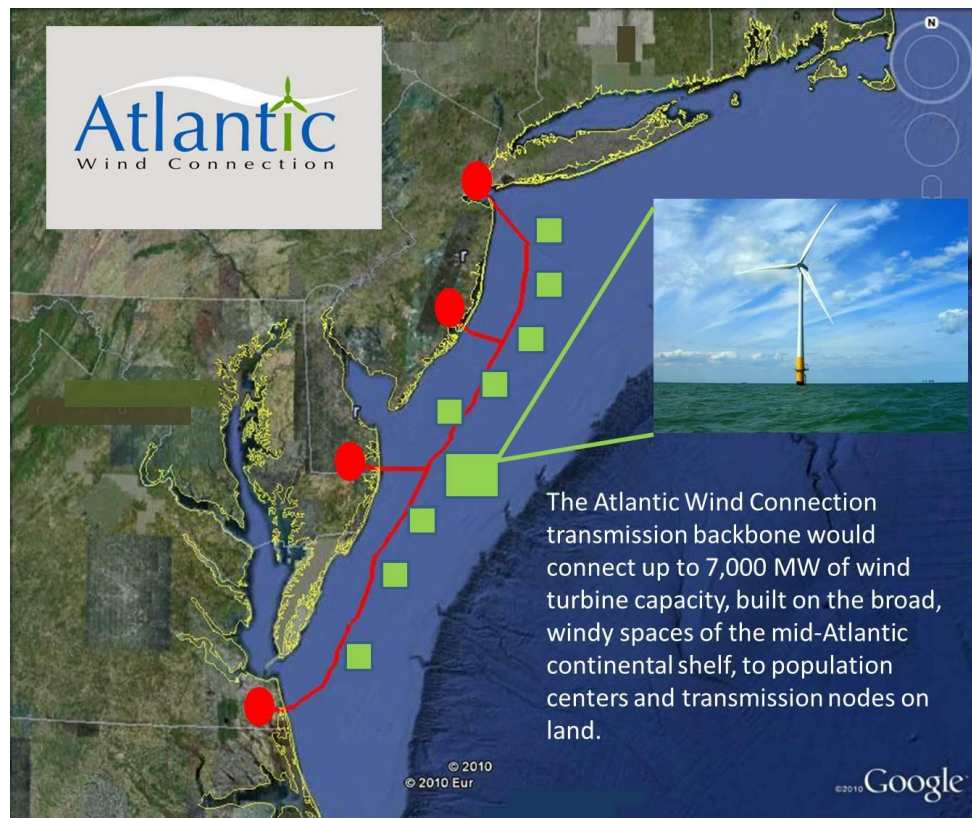 Atlantic
Wind Connection
N
r
r
r
The Atlantic Wind Connection
transmission backbone would
connect up to 7,000 MW of wind
turbine capacity, built on the broad,
windy spaces of the mid-Atlantic
continental shelf, to population
centers and transmission nodes on
land.
© 2010
© 2010 Eur
©2010 Google